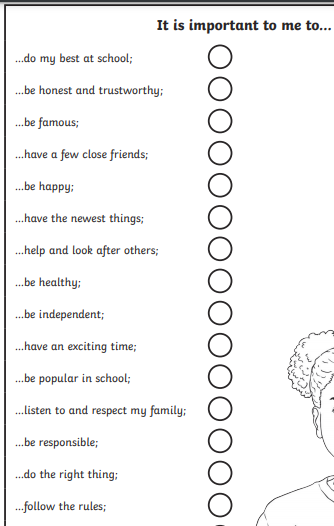 It is important to me to...
...do my best at school;
...be honest and trustworthy;
...be famous;
...have a few close friends;
...be happy;
...have the newest things;
...help and look after others;
...be healthy;
...be independent;
...have an exciting time;
...be popular in school;
...listen to and respect my family;
...be responsible;
...do the right thing;
...follow the rules;